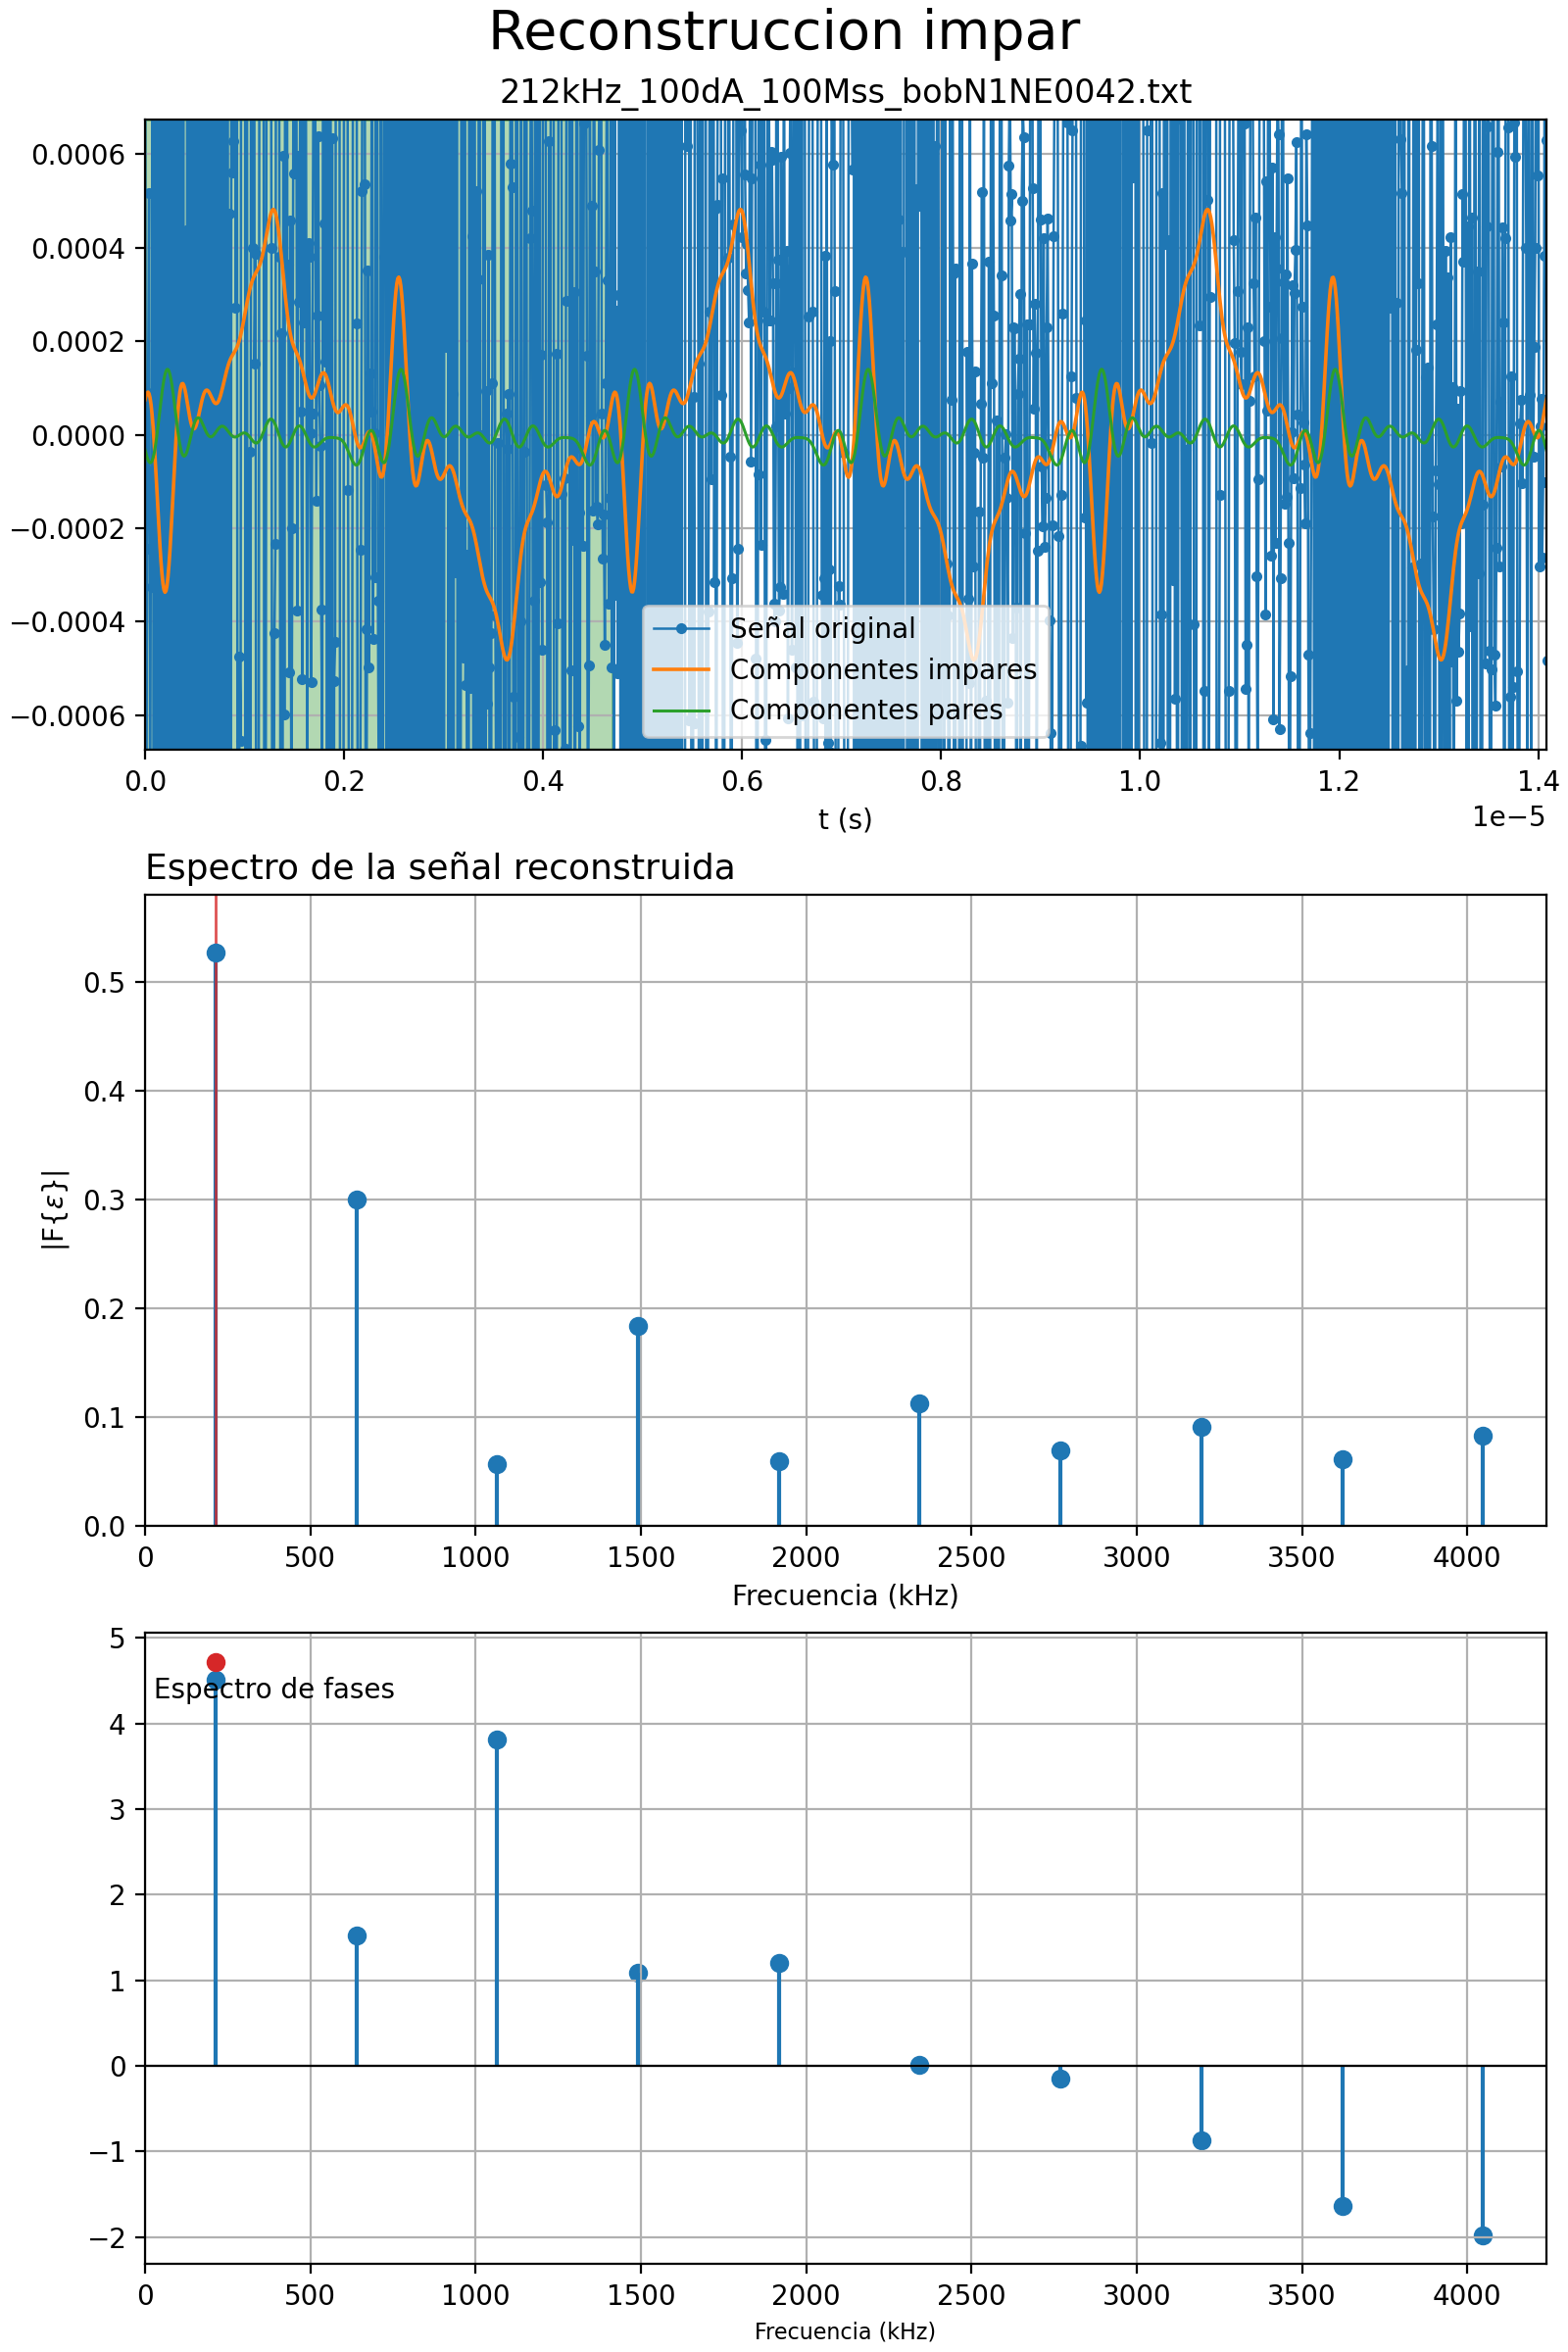 Reconstruccion impar
212kHz_100dA_100Mss_bobN1NE0042.txt
0.0006
0.0004
0.0002
0.0000
−0.0002
−0.0004
−0.0006
Señal original
Componentes impares
Componentes pares
0.0 0.2 0.4 0.6 0.8 1.0 1.2 1.4
t (s)
1e−5
Espectro de la señal reconstruida
0.5
0.4
0.3
0.2
0.1
0.0
|F{ε}|
0 500 1000 1500 2000 2500 3000 3500 4000
Frecuencia (kHz)
5
Espectro de fases
4
3
2
1
0
−1
−2
0 500 1000 1500 2000 2500 3000 3500 4000
Frecuencia (kHz)